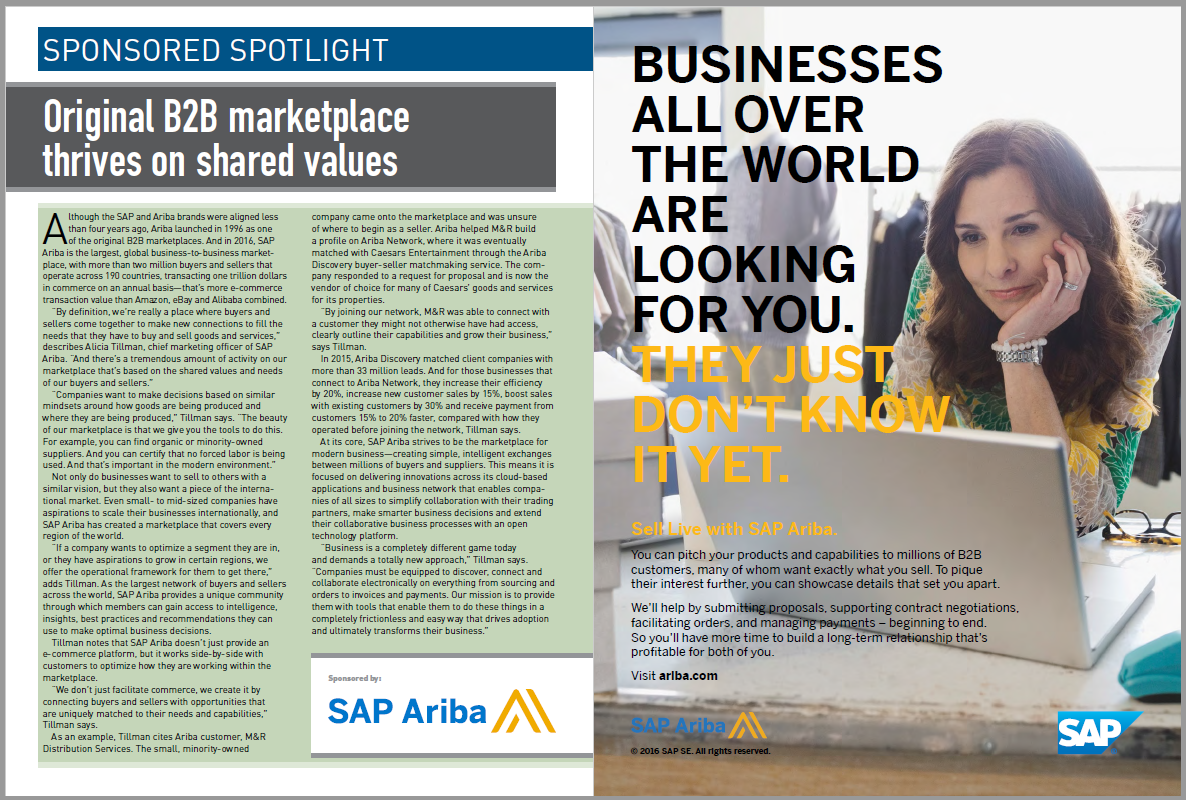 SPONSORED SPOTLIGHT
Original B2B marketplace
thrives on shared values
Although the SAP and Ariba brands were aligned less
than four years ago, Ariba launched in 1996 as one
of the original B2B marketplaces. And in 2016, SAP
Ariba is the largest, global business-to-business market-
place, with more than two million buyers and sellers that
operate across 190 countries, transacting one trillion dollars
in commerce on an annual basis—that's more e-commerce
transaction value than Amazon, eBay and Alibaba combined.
"By definition, we're really a place where buyers and
sellers come together to make new connections to fill the
needs that they have to buy and sell goods and services,"
describes Alicia Tillman, chief marketing officer of SAP
Ariba. "And there's a tremendous amount of activity on our
marketplace that's based on the shared values and needs
of our buyers and sellers."
"Companies want to make decisions based on similar
mindsets around how goods are being produced and
where they are being produced," Tillman says. "The beauty
of our marketplace is that we give you the tools to do this.
For example, you can find organic or minority-owned
suppliers. And you can certify that no forced labor is being
used. And that's important in the modern environment."
Not only do businesses want to sell to others with a
similar vision, but they also want a piece of the interna-
tional market. Even small- to mid-sized companies have
aspirations to scale their businesses internationally, and
SAP Ariba has created a marketplace that covers every
region of the world.
"If a company wants to optimize a segment they are in,
or they have aspirations to grow in certain regions, we
offer the operational framework for them to get there,"
adds Tillman. As the largest network of buyers and sellers
across the world, SAP Ariba provides a unique community
through which members can gain access to intelligence,
insights, best practices and recommendations they can
use to make optimal business decisions.
Tillman notes that SAP Ariba doesn't just provide an
e-commerce platform, but it works side-by-side with
customers to optimize how they are working within the
marketplace.
"We don't just facilitate commerce, we create it by
connecting buyers and sellers with opportunities that
are uniquely matched to their needs and capabilities,"
Tillman says.
As an example, Tillman cites Ariba customer, M&R
Distribution Services. The small, minority-owned
company came onto the marketplace and was unsure
of where to begin as a seller. Ariba helped M&R build
a profile on Ariba Network, where it was eventually
matched with Caesars Entertainment through the Ariba
Discovery buyer-seller matchmaking service. The com-
pany responded to a request for proposal and is now the
vendor of choice for many of Caesars' goods and services
for its properties.
"By joining our network, M&R was able to connect with
a customer they might not otherwise have had access,
clearly outline their capabilities and grow their business,"
says Tillman.
In 2015, Ariba Discovery matched client companies with
more than 33 million leads. And for those businesses that
connect to Ariba Network, they increase their efficiency
by 20%, increase new customer sales by 15%, boost sales
with existing customers by 30% and receive payment from
customers 15% to 20% faster, compared with how they
operated before joining the network, Tillman says.
At its core, SAP Ariba strives to be the marketplace for
modern business—creating simple, intelligent exchanges
between millions of buyers and suppliers. This means it is
focused on delivering innovations across its cloud-based
applications and business network that enables compa-
nies of all sizes to simplify collaboration with their trading
partners, make smarter business decisions and extend
their collaborative business processes with an open
technology platform.
"Business is a completely different game today
and demands a totally new approach," Tillman says.
"Companies must be equipped to discover, connect and
collaborate electronically on everything from sourcing and
orders to invoices and payments. Our mission is to provide
them with tools that enable them to do these things in a
completely frictionless and easy way that drives adoption
and ultimately transforms their business."
Sponsored by:
SAP Ariba
BUSINESSES
ALL OVER
THE WORLD
ARE
LOOKING
FOR YOU.
THEY JUST
DON'T KNOW
IT YET.
Sell Live with SAP Ariba.
You can pitch your products and capabilities to millions of B2B
customers, many of whom want exactly what you sell. To pique
their interest further, you can showcase details that set you apart.
We'll help by submitting proposals, supporting contract negotiations,
facilitating orders, and managing payments – beginning to end.
So you'll have more time to build a long-term relationship that's
profitable for both of you.
Visit ariba.com
SAP Ariba
© 2016 SAP SE. All rights reserved.
SAP